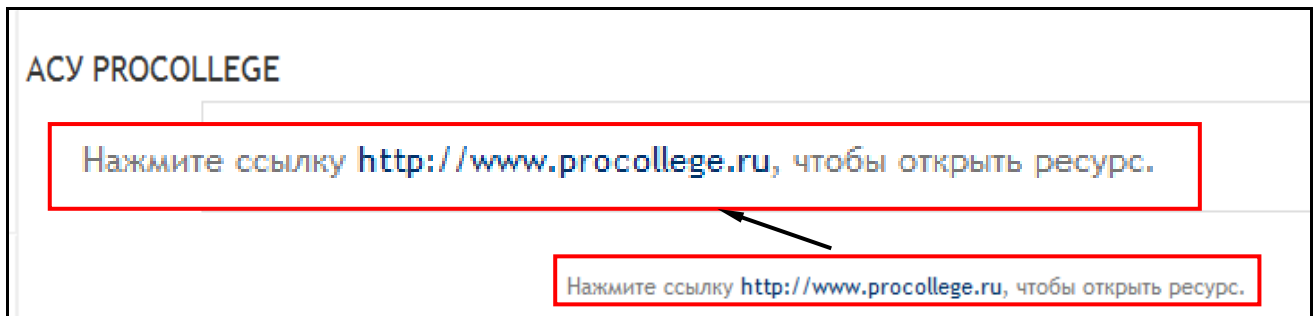 АСУ PROCOLLEGE
Нажмите ссылку http://www.procollege.ru, чтобы открыть ресурс.
Нажмите ссылку http://www.procollege.ru, чтобы открыть ресурс.